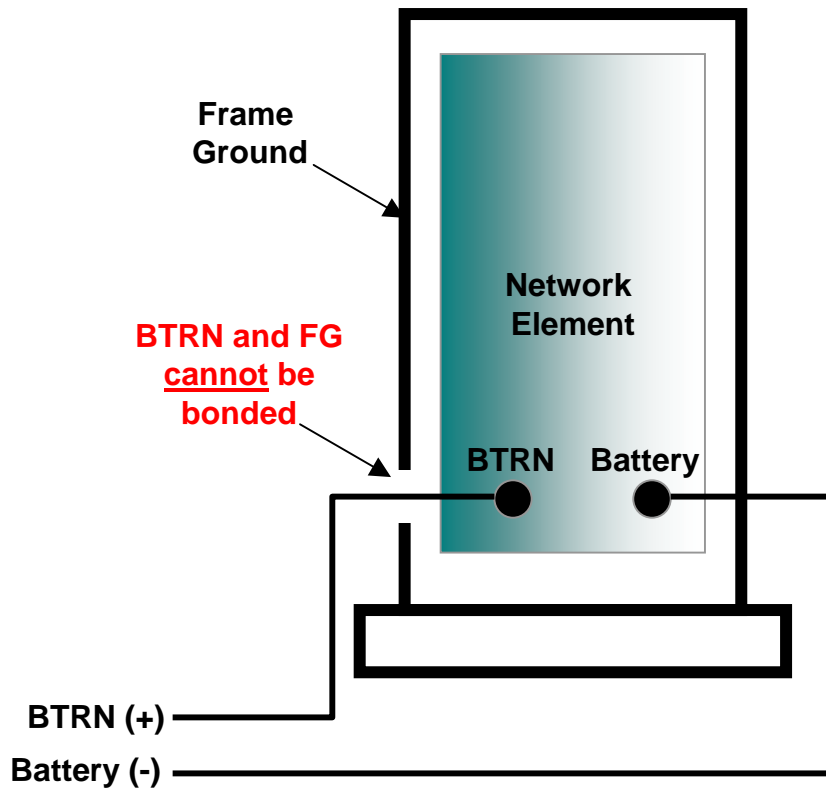 Frame
Ground
Network
Element
BTRN and FG
cannot be
bonded
BTRN
Battery
BTRN (+)
Battery (-)